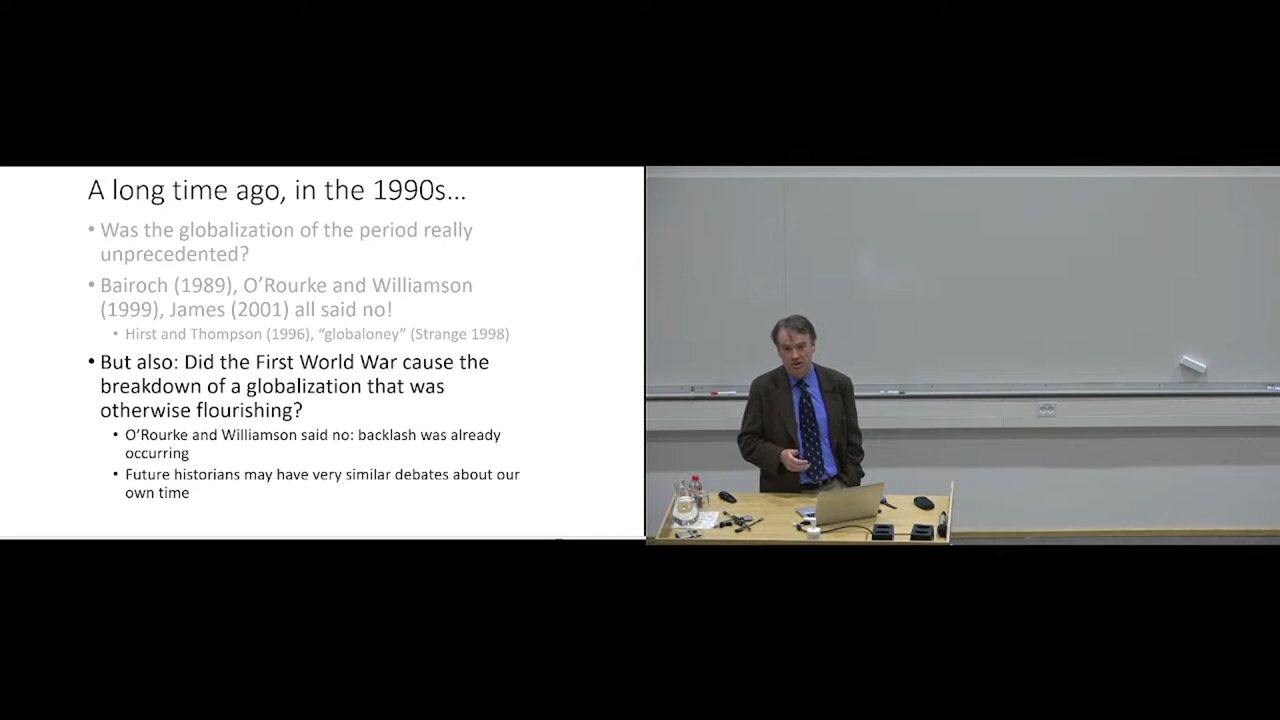 A long time ago, in the 1990s...
• Was the globalization of the period really
unprecedented?
• Bairoch (1989), O’Rourke and Williamson
(1999), James (2001) all said no!
• Hirst and Thompson (1996), “globaloney” (Strange 1998)
• But also: Did the First World War cause the
breakdown of a globalization that was
otherwise flourishing?
• O’Rourke and Williamson said no: backlash was already
occurring
• Future historians may have very similar debates about our
own time